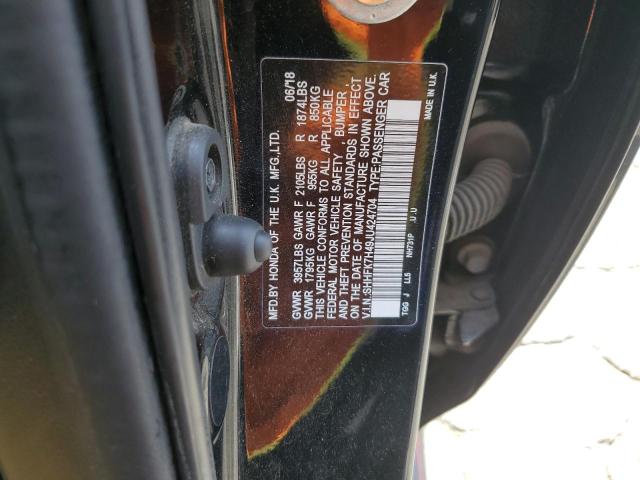 MFD.BY HONDA OF THE U.K. MFG.,LTD. 06/18
GVWR 3957LBS GAWR F 2105LBS R 1874LBS
GVWR 1795KG GAWR F 955KG R 850KG
THIS VEHICLE CONFORMS TO ALL APPLICABLE
FEDERAL MOTOR VEHICLE SAFETY , BUMPER ,
AND THEFT PREVENTION STANDARDS IN EFFECT
ON THE DATE OF MANUFACTURE SHOWN ABOVE.
V.I.N.:SHHFK7H49JU424704 TYPE:PASSENGER CAR
TGG J LL5 NH731P .U.U MADE IN U.K.